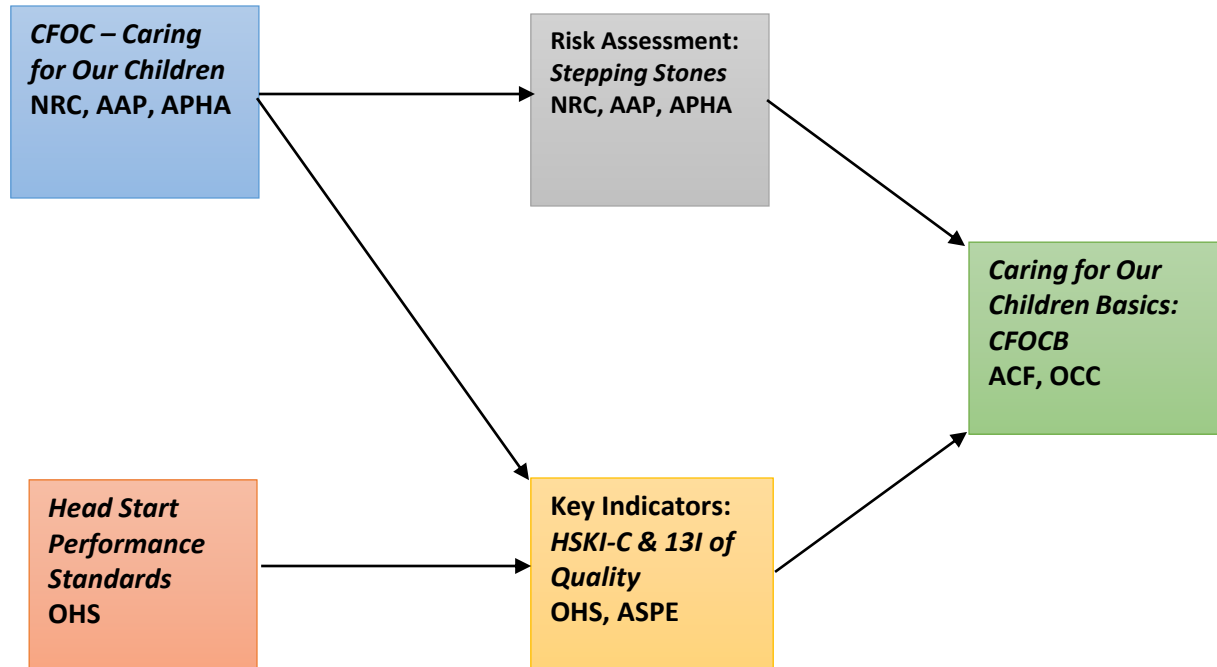 CFOC – Caring
for Our Children
NRC, AAP, APHA
Risk Assessment:
Stepping Stones
NRC, AAP, APHA
Caring for Our
Children Basics:
CFOCB
ACF, OCC
Head Start
Performance
Standards
OHS
Key Indicators:
HSKI-C & 13I of
Quality
OHS, ASPE